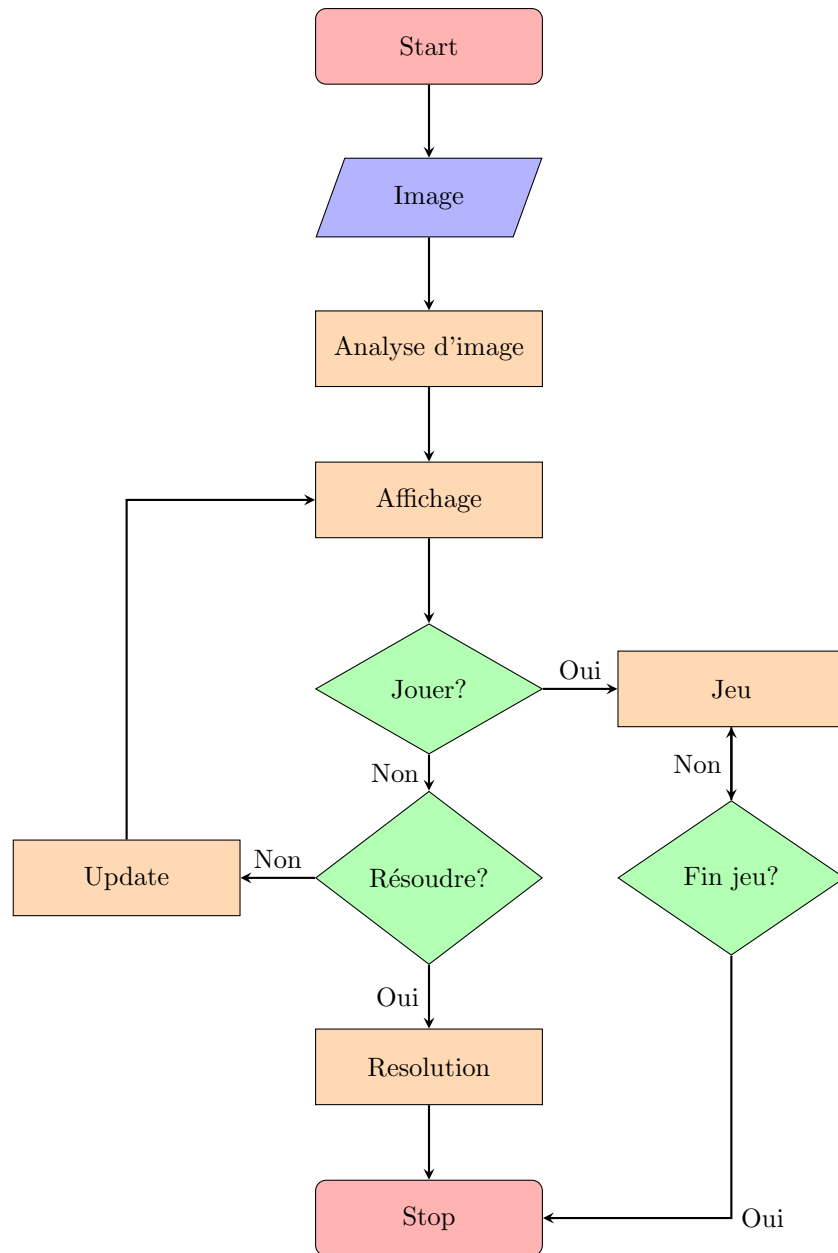 Start
Image
Analyse d'image
Affichage
Jouer?
Oui
Jeu
Non
Non
Update
Non
Résoudre?
Fin jeu?
Oui
Resolution
Stop
Oui